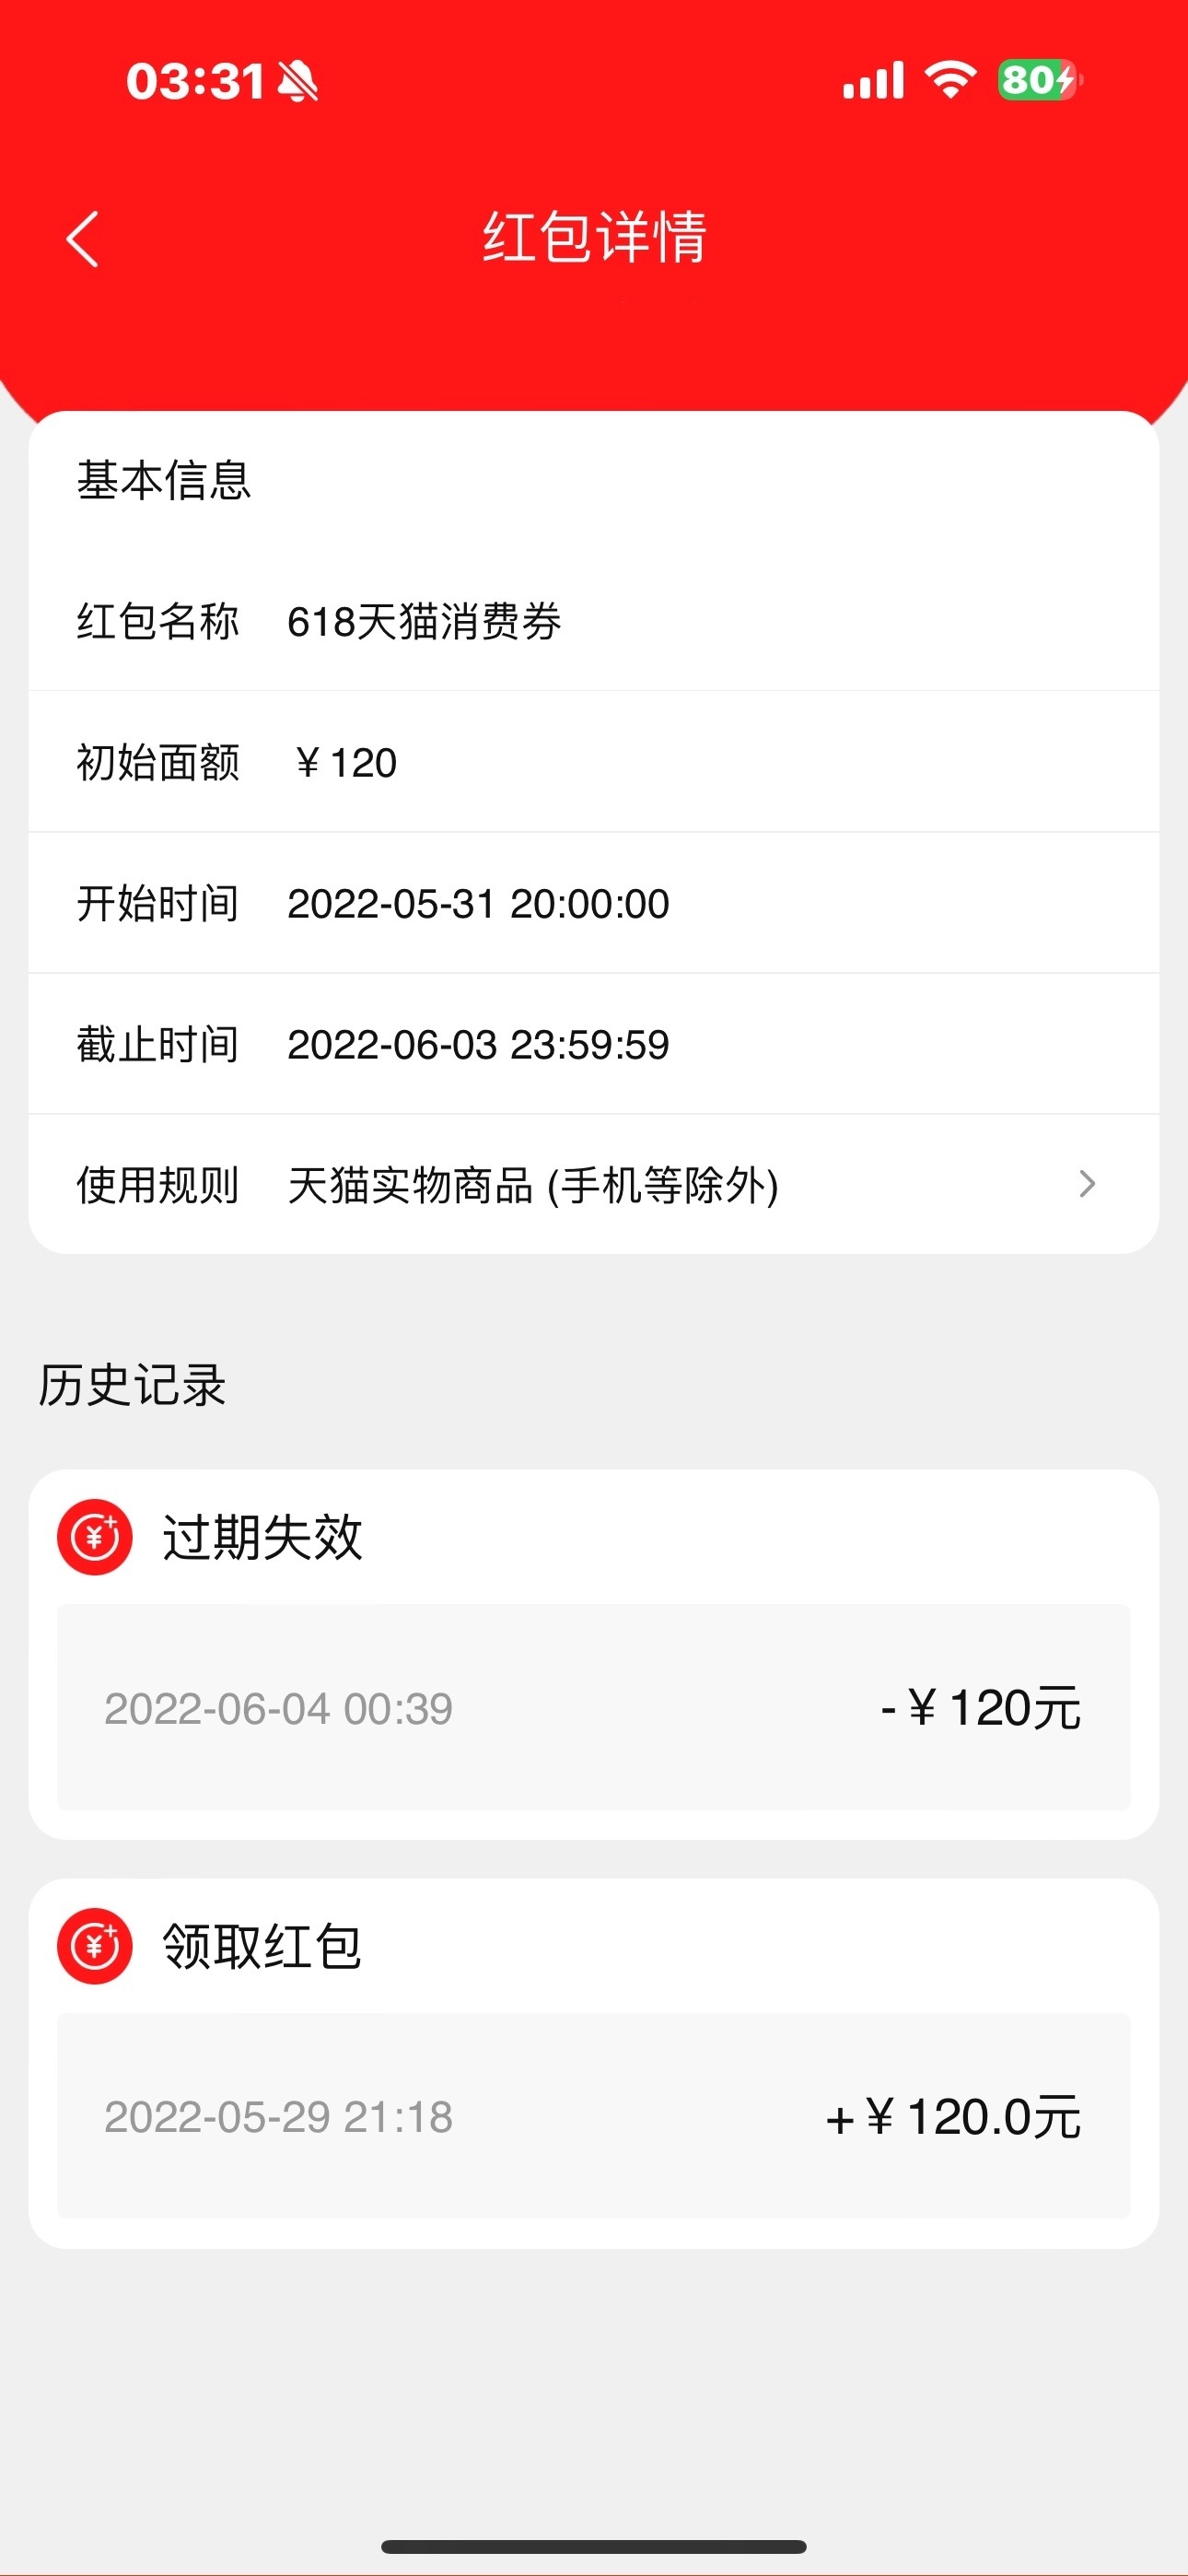 03:31 80
红包详情
基本信息
红包名称 618天猫消费券
初始面额 ¥120
开始时间 2022-05-31 20:00:00
截止时间 2022-06-03 23:59:59
使用规则 天猫实物商品 (手机等除外)
历史记录
过期失效
2022-06-04 00:39 -¥120元
领取红包
2022-05-29 21:18 +¥120.0元